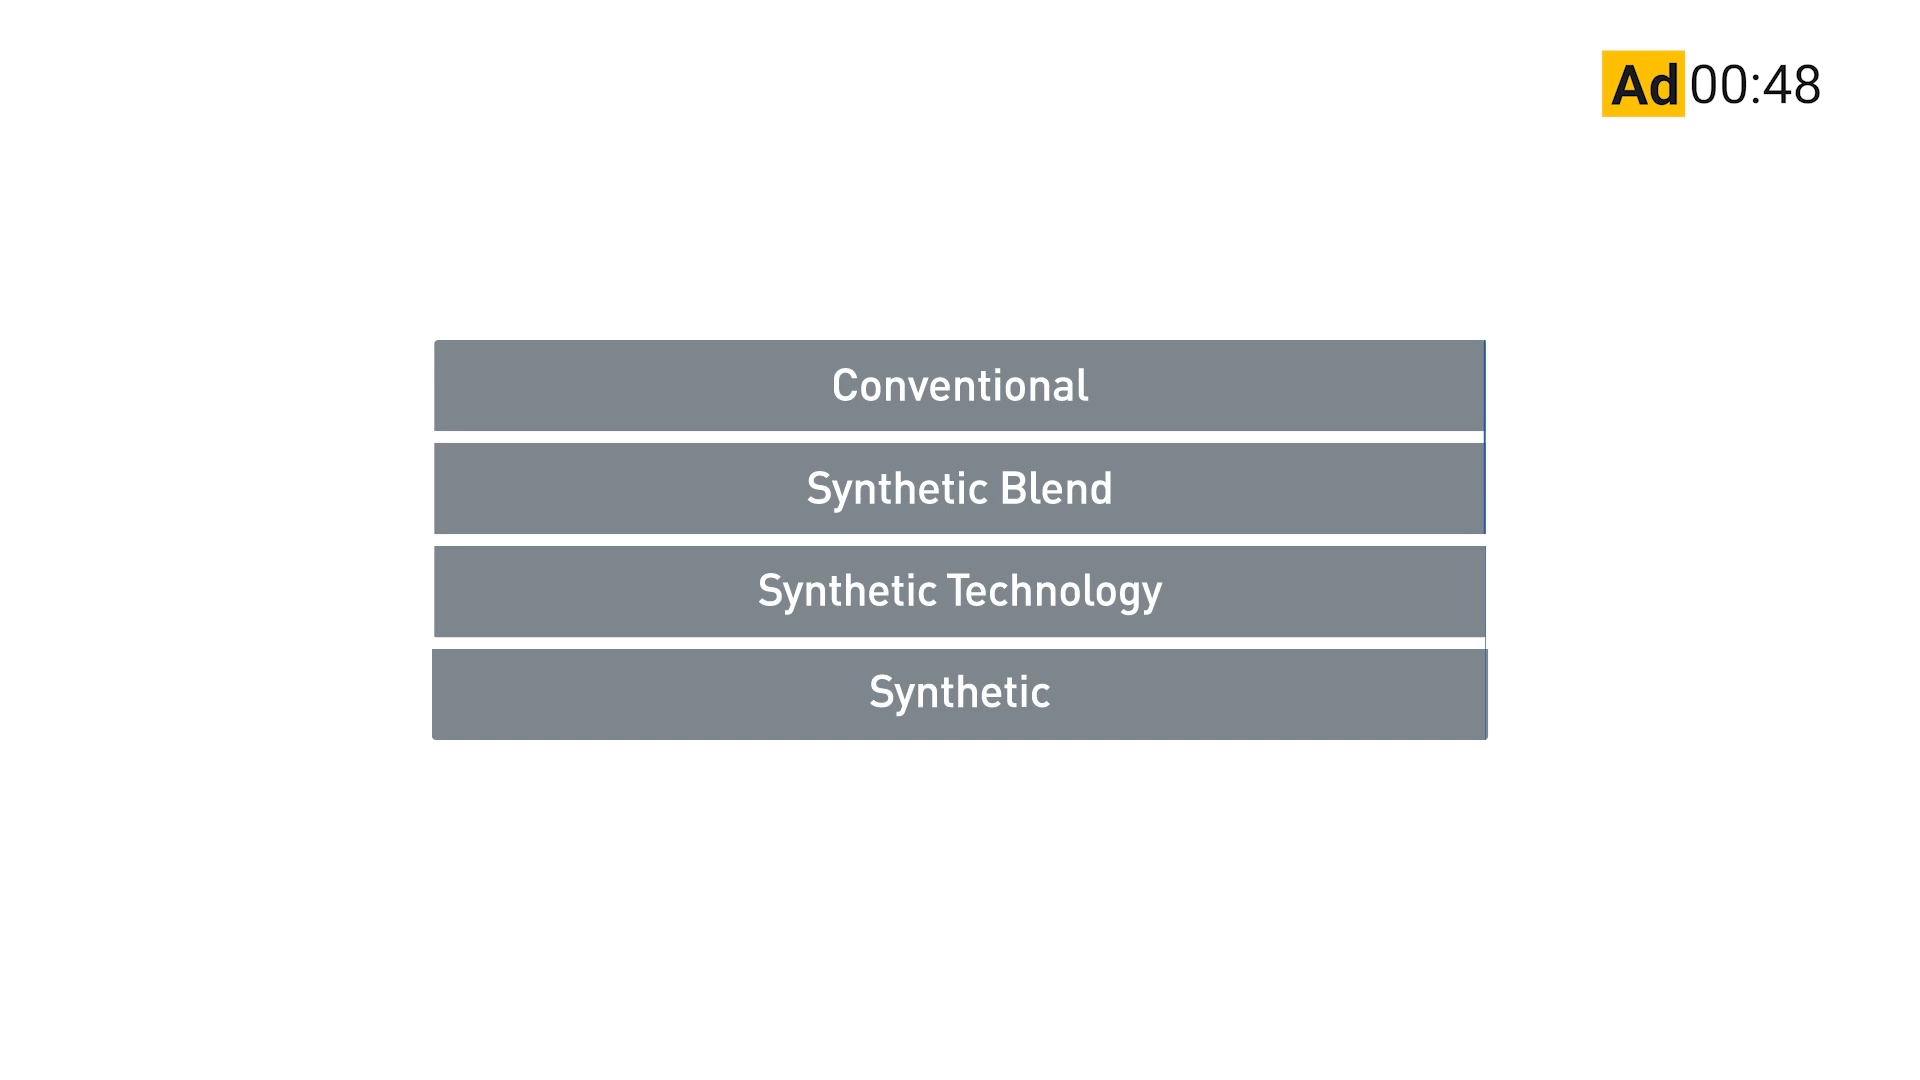 Ad 00:48
Conventional
Synthetic Blend
Synthetic Technology
Synthetic